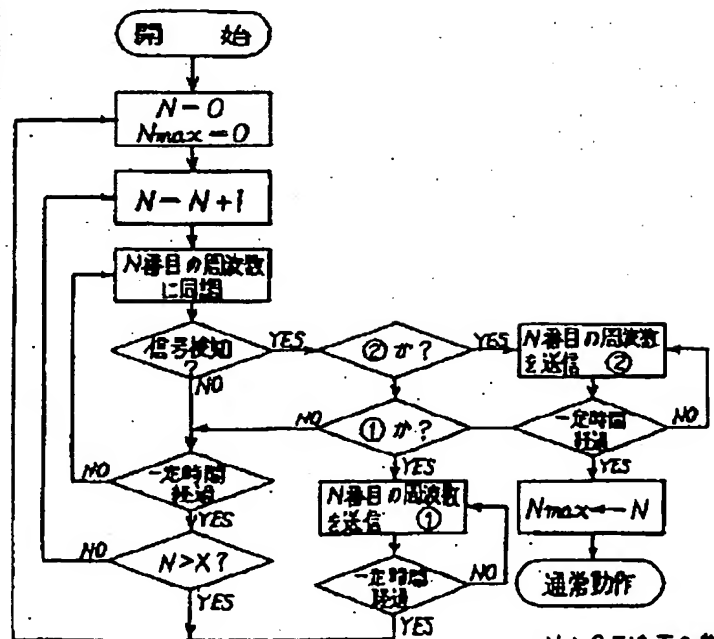 開 始
N−0
Nmax−0
N−N+1
N番目の周波数
に同調
信号検知
?
YES
②か?
YES
N番目の周波数
を送信 ②
NO
NO
①か?
一定時間
経過
NO
NO
一定時間
経過
YES
YES
N番目の周波数
を送信 ①
YES
Nmax←N
NO
N>X?
YES
一定時間
経過
NO
YES
通常動作